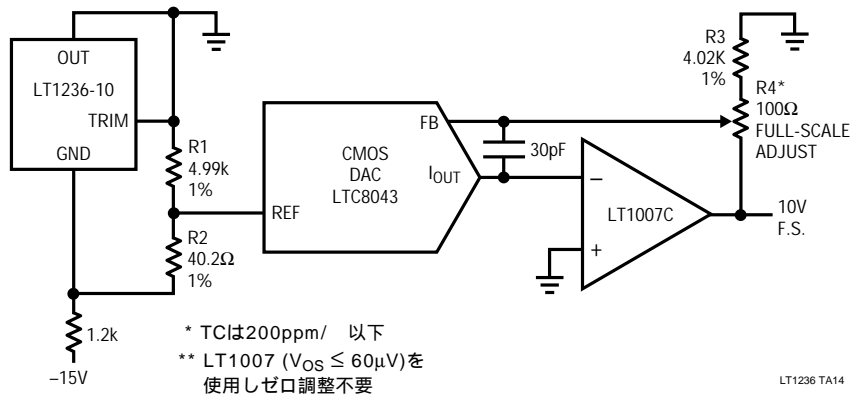 OUT
LT1236-10
TRIM
GND
R1
4.99k
1%
R2
40.2Ω
1%
1.2k
–15V
REF
CMOS
DAC
LTC8043
FB
IOUT
30pF
–
+
LT1007C
R3
4.02K
1%
R4*
100Ω
FULL-SCALE
ADJUST
10V
F.S.
* TCは200ppm/ 以下
** LT1007 (VOS ≤ 60µV)を
使用しゼロ調整不要
LT1236 TA14